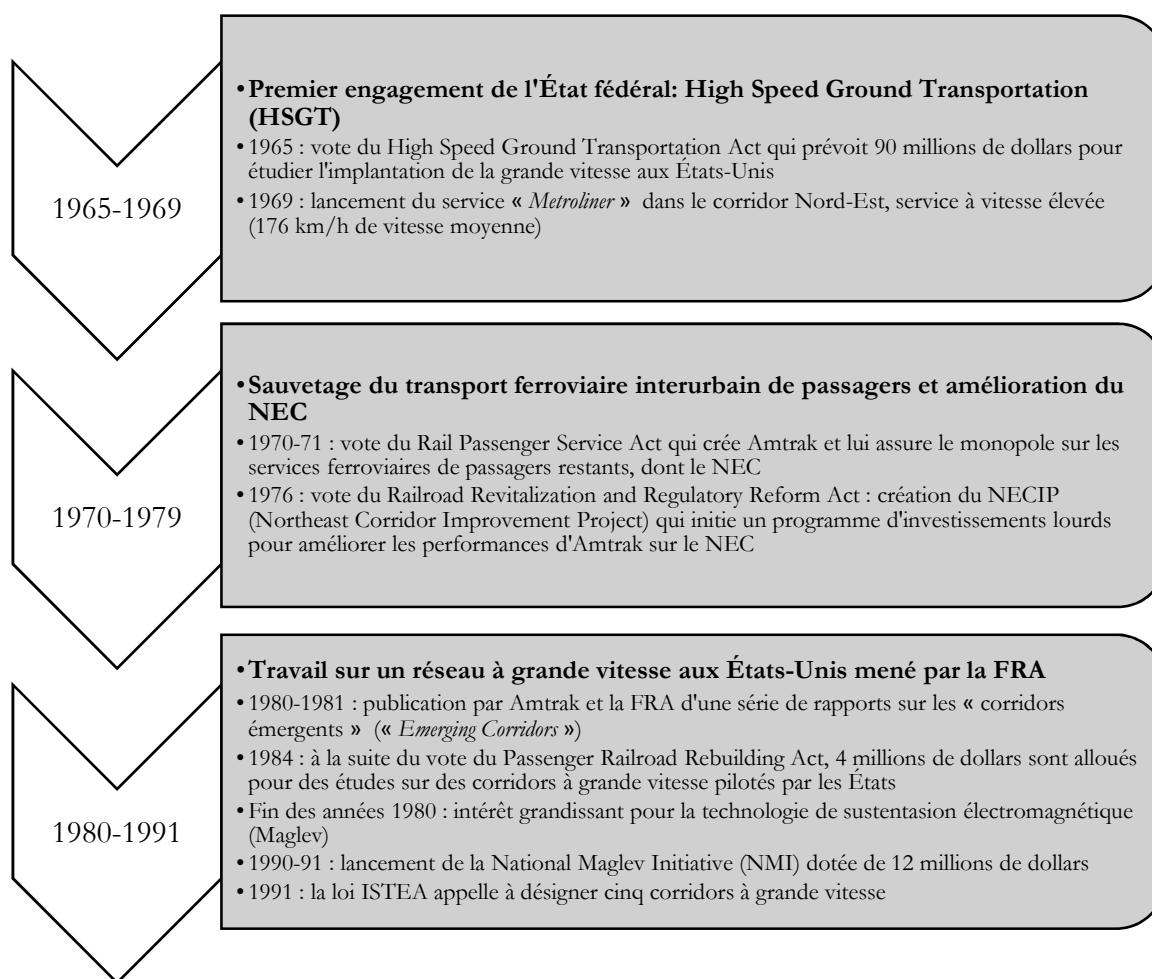 1965-1969
•Premier engagement de l'État fédéral: High Speed Ground Transportation
(HSGT)
•1965 : vote du High Speed Ground Transportation Act qui prévoit 90 millions de dollars pour
étudier l'implantation de la grande vitesse aux États-Unis
•1969 : lancement du service « Metroliner » dans le corridor Nord-Est, service à vitesse élevée
(176 km/h de vitesse moyenne)
1970-1979
•Sauvetage du transport ferroviaire interurbain de passagers et amélioration du
NEC
•1970-71 : vote du Rail Passenger Service Act qui crée Amtrak et lui assure le monopole sur les
services ferroviaires de passagers restants, dont le NEC
•1976 : vote du Railroad Revitalization and Regulatory Reform Act : création du NECIP
(Northeast Corridor Improvement Project) qui initie un programme d'investissements lourds
pour améliorer les performances d'Amtrak sur le NEC
1980-1991
•Travail sur un réseau à grande vitesse aux États-Unis mené par la FRA
•1980-1981 : publication par Amtrak et la FRA d'une série de rapports sur les « corridors
émergents » (« Emerging Corridors »)
•1984 : à la suite du vote du Passenger Railroad Rebuilding Act, 4 millions de dollars sont alloués
pour des études sur des corridors à grande vitesse pilotés par les États
•Fin des années 1980 : intérêt grandissant pour la technologie de sustentasion électromagnétique
(Maglev)
•1990-91 : lancement de la National Maglev Initiative (NMI) dotée de 12 millions de dollars
•1991 : la loi ISTEA appelle à désigner cinq corridors à grande vitesse